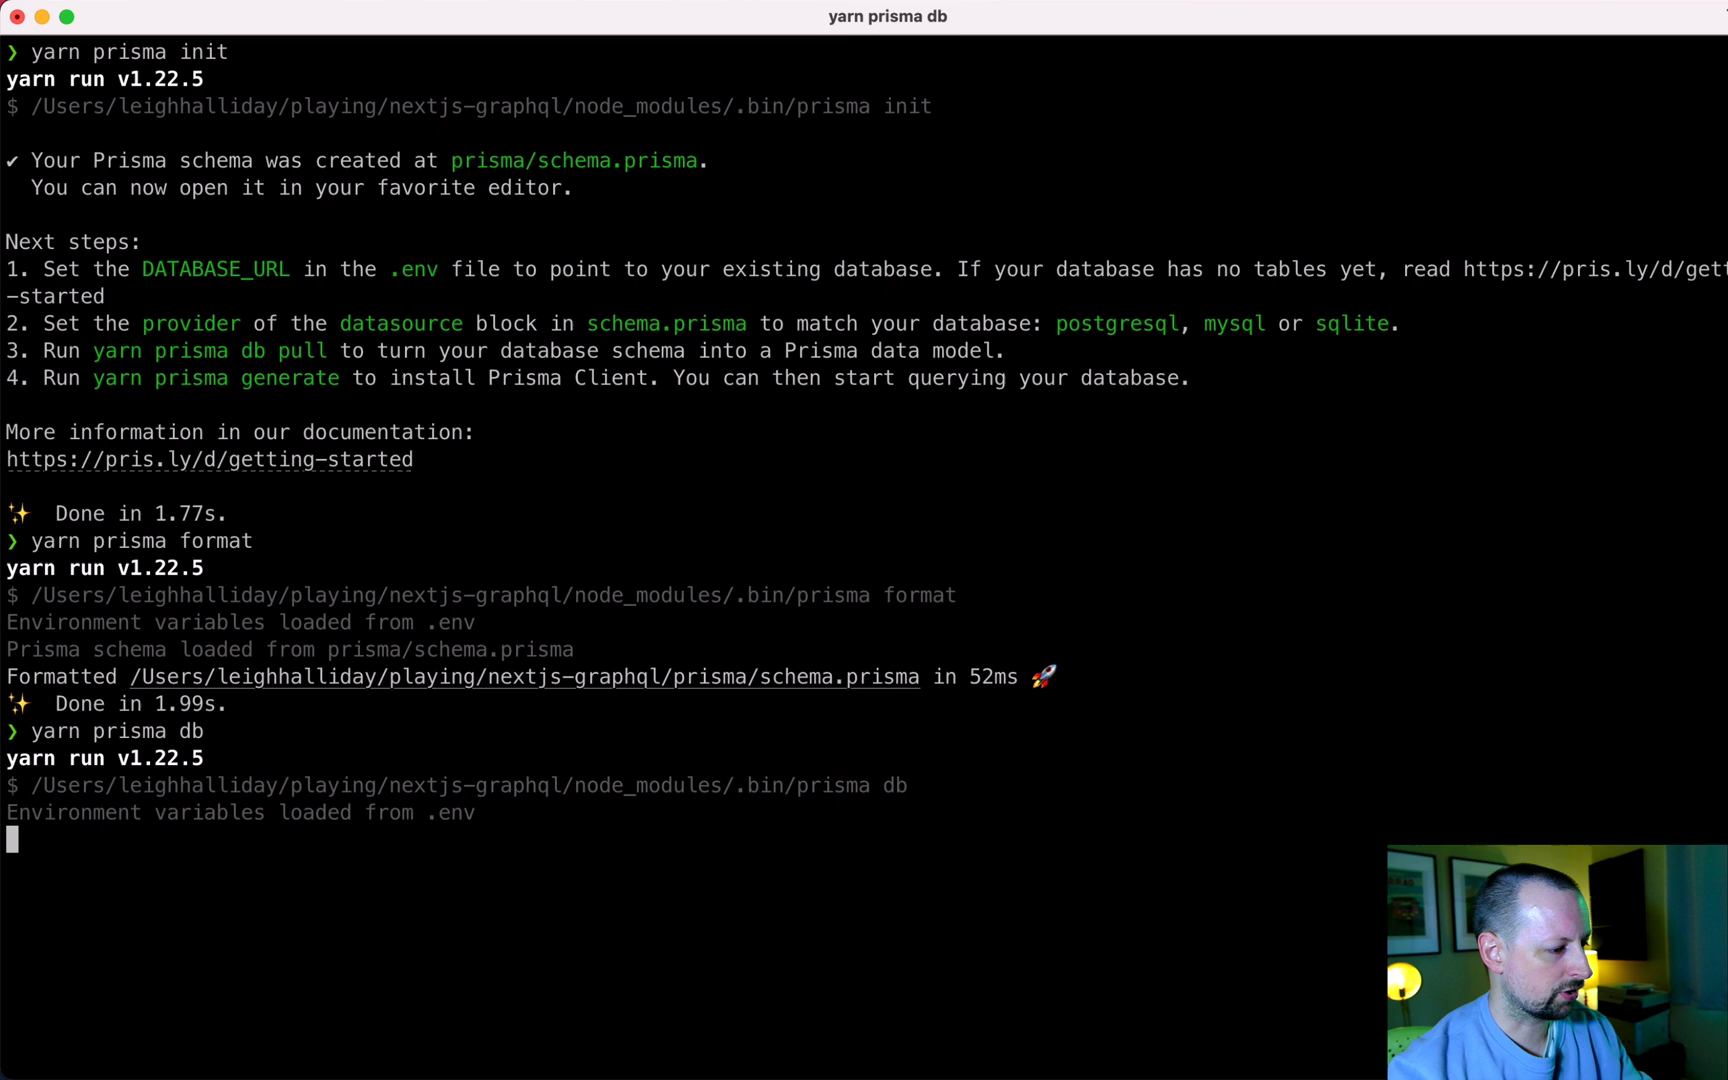 yarn prisma db
❯ yarn prisma init
yarn run v1.22.5
$ /Users/leighhalliday/playing/nextjs-graphql/node_modules/.bin/prisma init
✔ Your Prisma schema was created at prisma/schema.prisma.
You can now open it in your favorite editor.
Next steps:
1. Set the DATABASE_URL in the .env file to point to your existing database. If your database has no tables yet, read https://pris.ly/d/gett
-started
2. Set the provider of the datasource block in schema.prisma to match your database: postgresql, mysql or sqlite.
3. Run yarn prisma db pull to turn your database schema into a Prisma data model.
4. Run yarn prisma generate to install Prisma Client. You can then start querying your database.
More information in our documentation:
https://pris.ly/d/getting-started
✨ Done in 1.77s.
❯ yarn prisma format
yarn run v1.22.5
$ /Users/leighhalliday/playing/nextjs-graphql/node_modules/.bin/prisma format
Environment variables loaded from .env
Prisma schema loaded from prisma/schema.prisma
Formatted /Users/leighhalliday/playing/nextjs-graphql/prisma/schema.prisma in 52ms 🚀
✨ Done in 1.99s.
❯ yarn prisma db
yarn run v1.22.5
$ /Users/leighhalliday/playing/nextjs-graphql/node_modules/.bin/prisma db
Environment variables loaded from .env